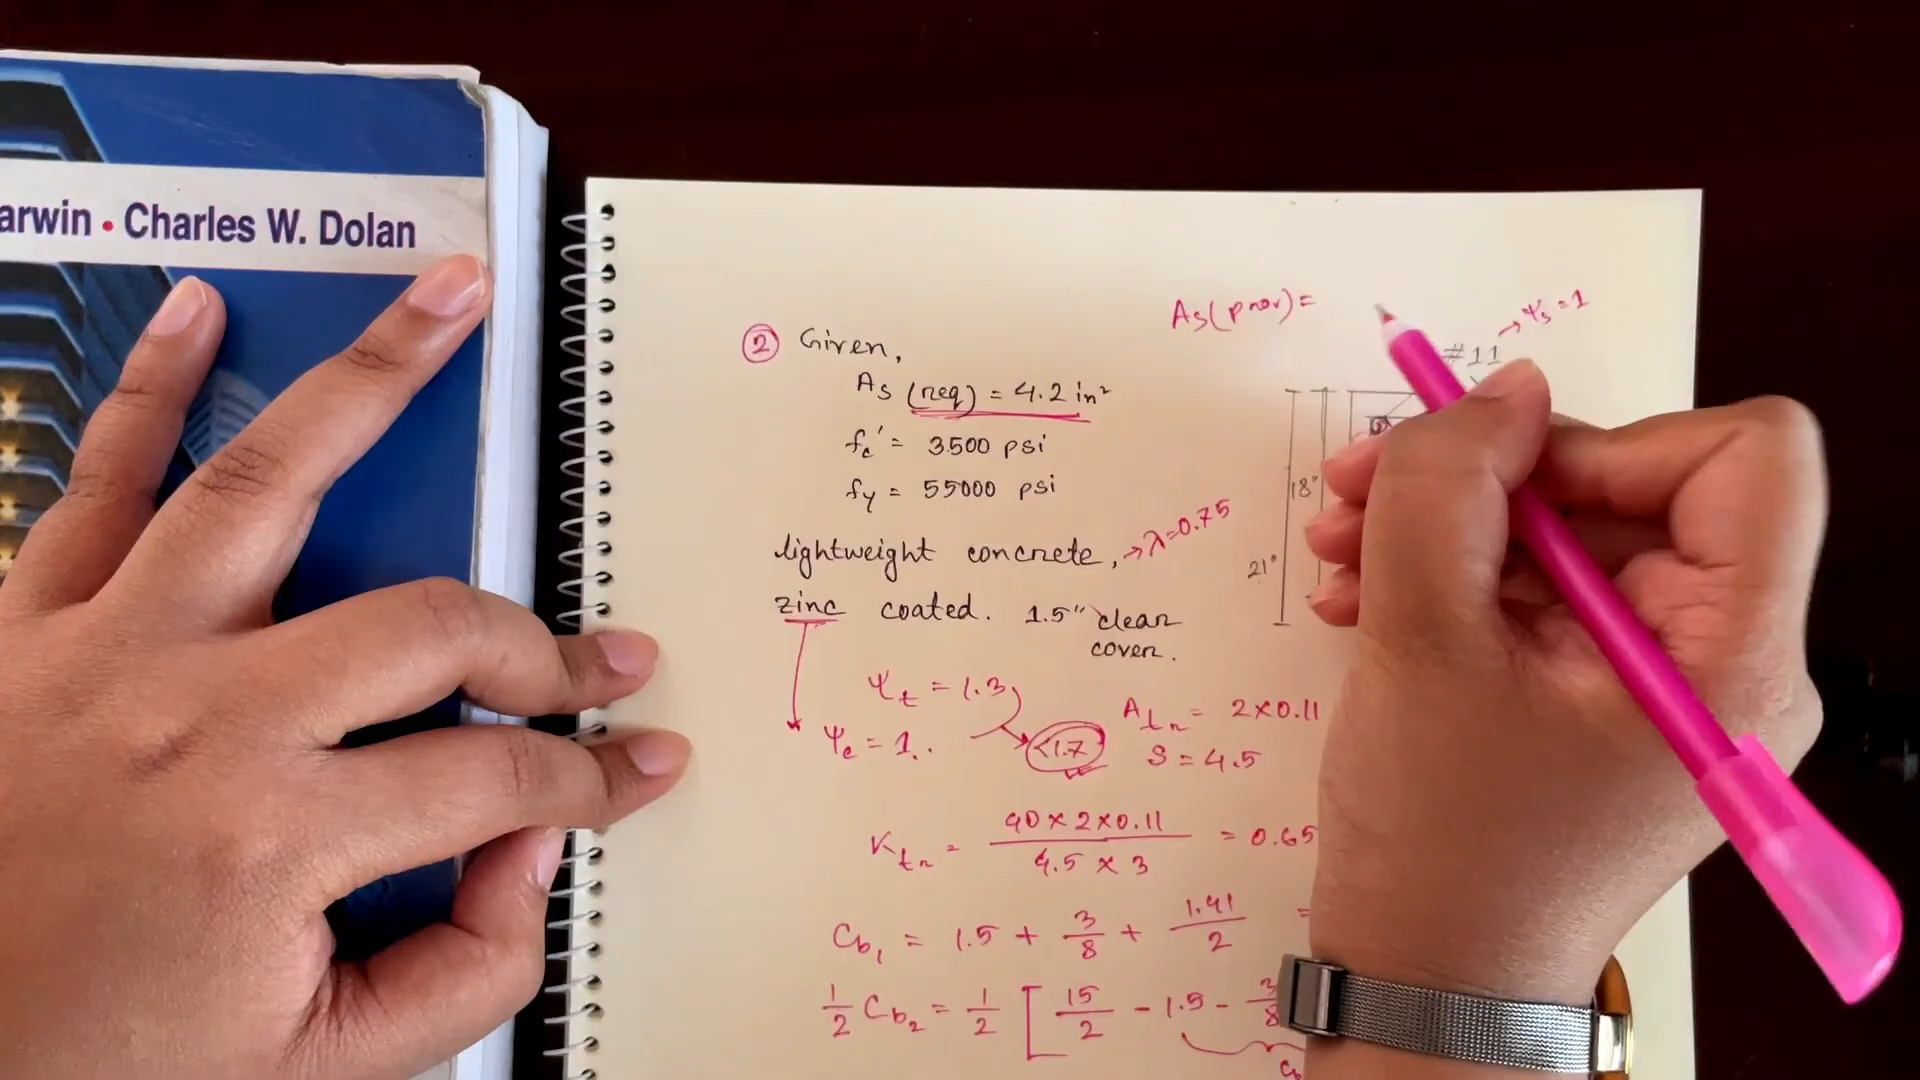 arwin • Charles W. Dolan
As(prov) =
→ Ψs = 1
#11
② Given,
As (req) = 4.2 in²
fc' = 3500 psi
fy = 55000 psi
18"
21"
lightweight concrete, → λ=0.75
zinc coated. 1.5" clear
cover.
Ψt = 1.3
Ψe = 1.
<1.7
Atr = 2x0.11
S = 4.5
Ktr = 40 x 2 x 0.11 / 4.5 x 3 = 0.65
Cb1 = 1.5 + 3/8 + 1.41/2 =
1/2 Cb2 = 1/2 [ 15/2 - 1.5 - 3/8